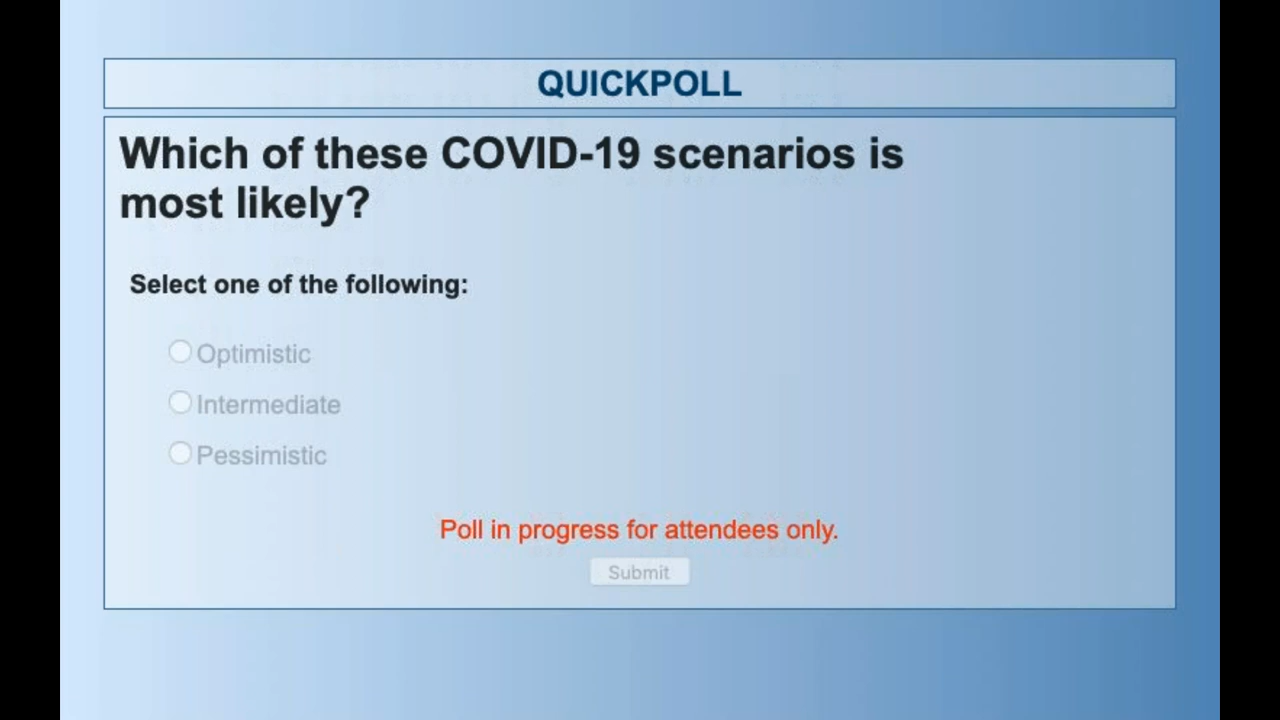 QUICKPOLL
Which of these COVID-19 scenarios is
most likely?
Select one of the following:
Optimistic
Intermediate
Pessimistic
Poll in progress for attendees only.
Submit